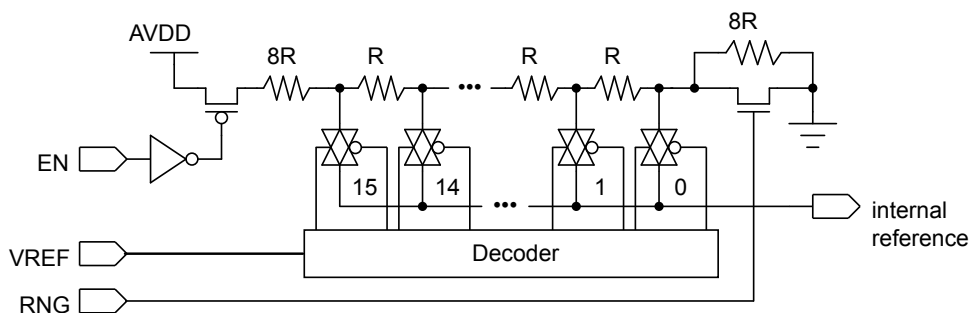 8R
AVDD
8R
R
R
R
•••
EN
15
14
1
0
•••
internal
reference
VREF
Decoder
RNG